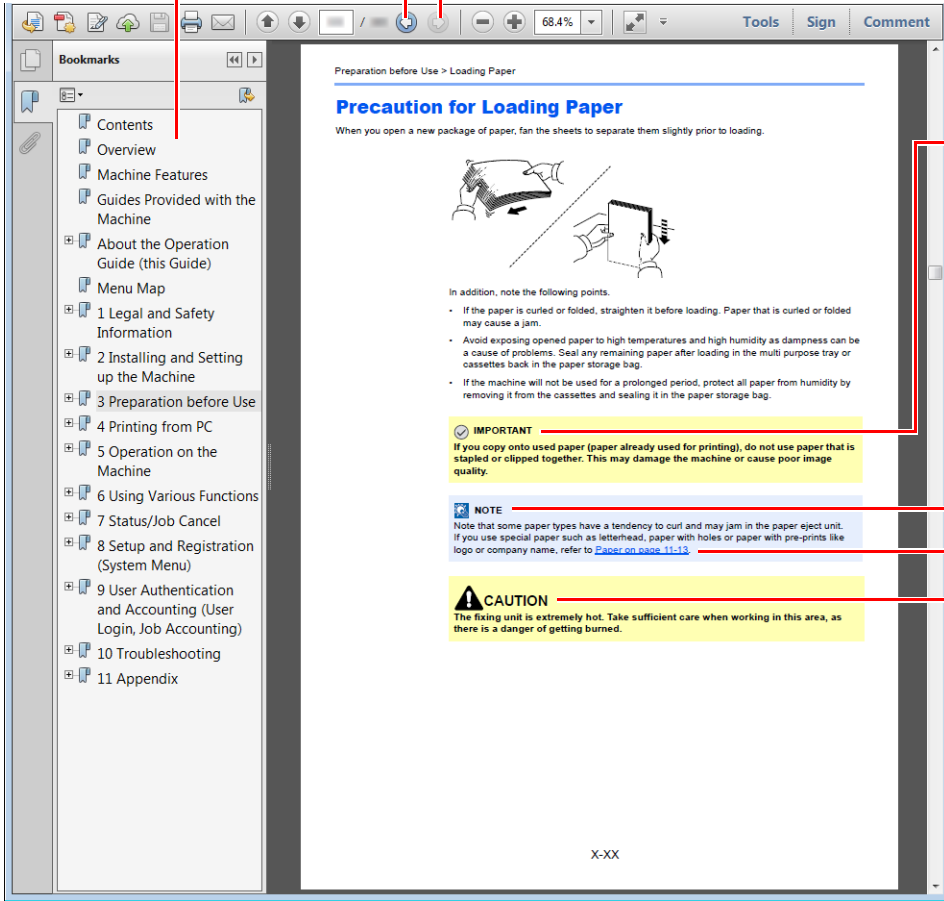 / 68.4% Tools Sign Comment
Bookmarks
Contents
Overview
Machine Features
Guides Provided with the
Machine
About the Operation
Guide (this Guide)
Menu Map
1 Legal and Safety
Information
2 Installing and Setting
up the Machine
3 Preparation before Use
4 Printing from PC
5 Operation on the
Machine
6 Using Various Functions
7 Status/Job Cancel
8 Setup and Registration
(System Menu)
9 User Authentication
and Accounting (User
Login, Job Accounting)
10 Troubleshooting
11 Appendix
Preparation before Use > Loading Paper
Precaution for Loading Paper
When you open a new package of paper, fan the sheets to separate them slightly prior to loading.
In addition, note the following points.
• If the paper is curled or folded, straighten it before loading. Paper that is curled or folded
may cause a jam.
• Avoid exposing opened paper to high temperatures and high humidity as dampness can be
a cause of problems. Seal any remaining paper after loading in the multi purpose tray or
cassettes back in the paper storage bag.
• If the machine will not be used for a prolonged period, protect all paper from humidity by
removing it from the cassettes and sealing it in the paper storage bag.
IMPORTANT
If you copy onto used paper (paper already used for printing), do not use paper that is
stapled or clipped together. This may damage the machine or cause poor image
quality.
NOTE
Note that some paper types have a tendency to curl and may jam in the paper eject unit.
If you use special paper such as letterhead, paper with holes or paper with pre-prints like
logo or company name, refer to Paper on page 11-13.
CAUTION
The fixing unit is extremely hot. Take sufficient care when working in this area, as
there is a danger of getting burned.
X-XX